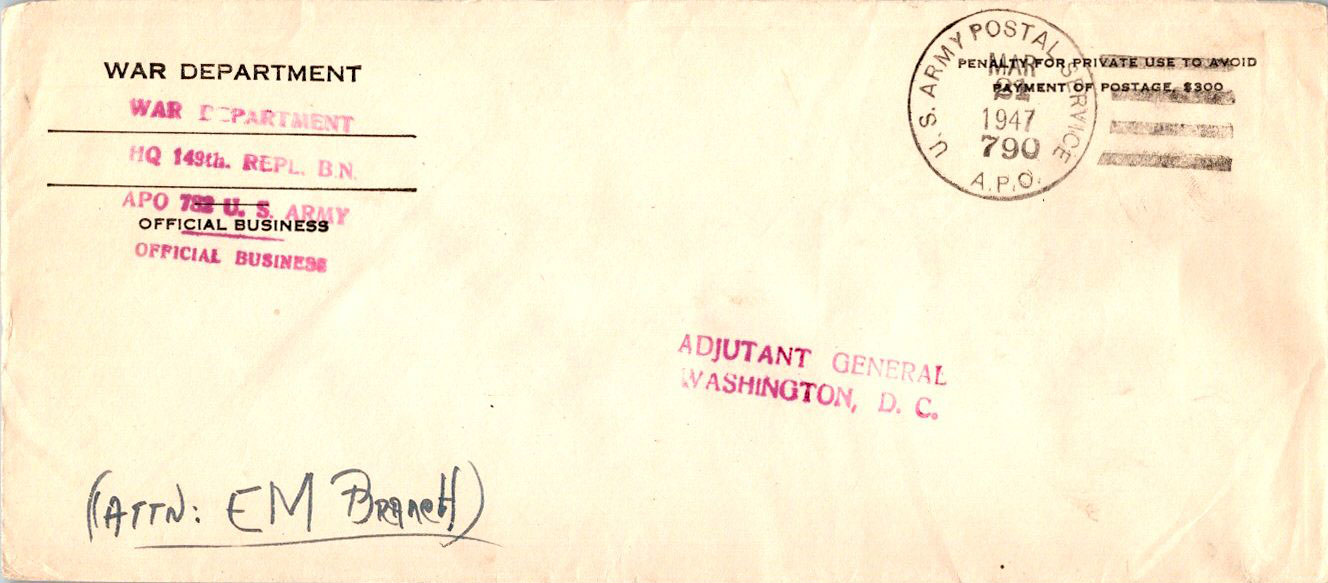 WAR DEPARTMENT
WAR DEPARTMENT
HQ 149th. REPL. B.N.
APO U. S. ARMY
OFFICIAL BUSINESS
OFFICIAL BUSINESS
U. S. ARMY POSTAL SERVICE
MAR
21
1947
790
A.P.O.
PENALTY FOR PRIVATE USE TO AVOID
PAYMENT OF POSTAGE, $300
ADJUTANT GENERAL
WASHINGTON, D. C.
(ATTN: EM BRANCH)